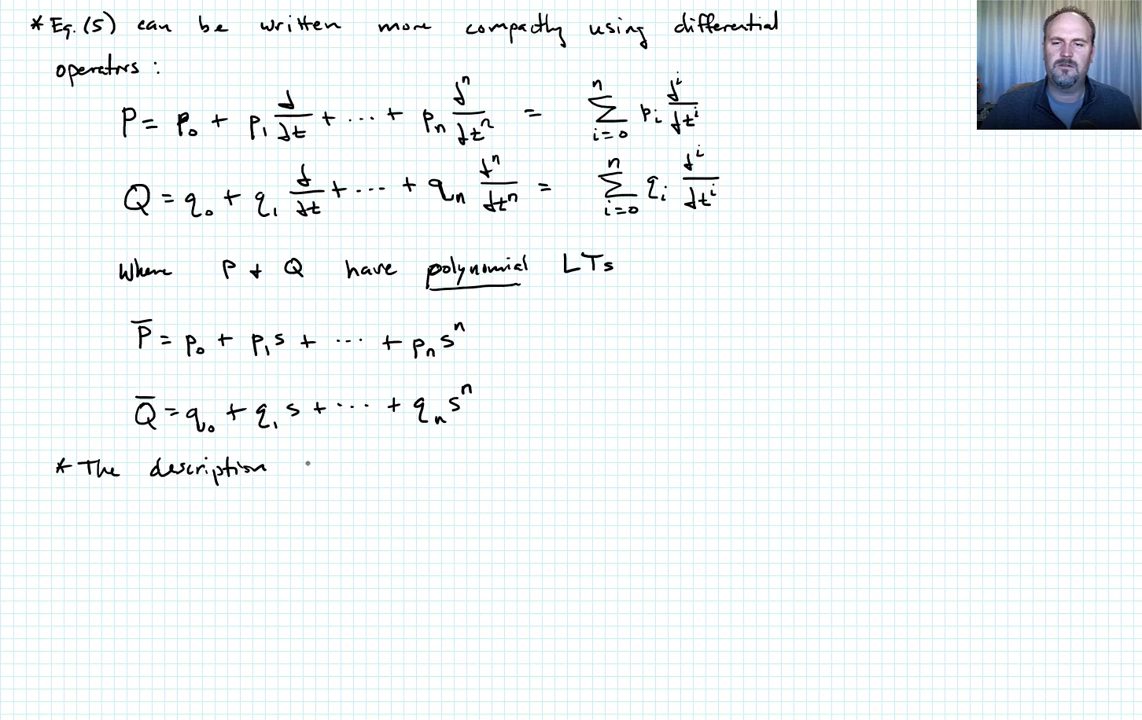 * Eq. (5) can be written more compactly using differential
operators :
P = p₀ + p₁ d/dt + ⋯ + pₙ dⁿ/dtⁿ = ∑ᵢ₌₀ⁿ pᵢ dⁱ/dtⁱ
Q = q₀ + q₁ d/dt + ⋯ + qₙ dⁿ/dtⁿ = ∑ᵢ₌₀ⁿ qᵢ dⁱ/dtⁱ
Where P + Q have polynomial LTs
P̅ = p₀ + p₁s + ⋯ + pₙsⁿ
Q̅ = q₀ + q₁s + ⋯ + qₙsⁿ
* The description